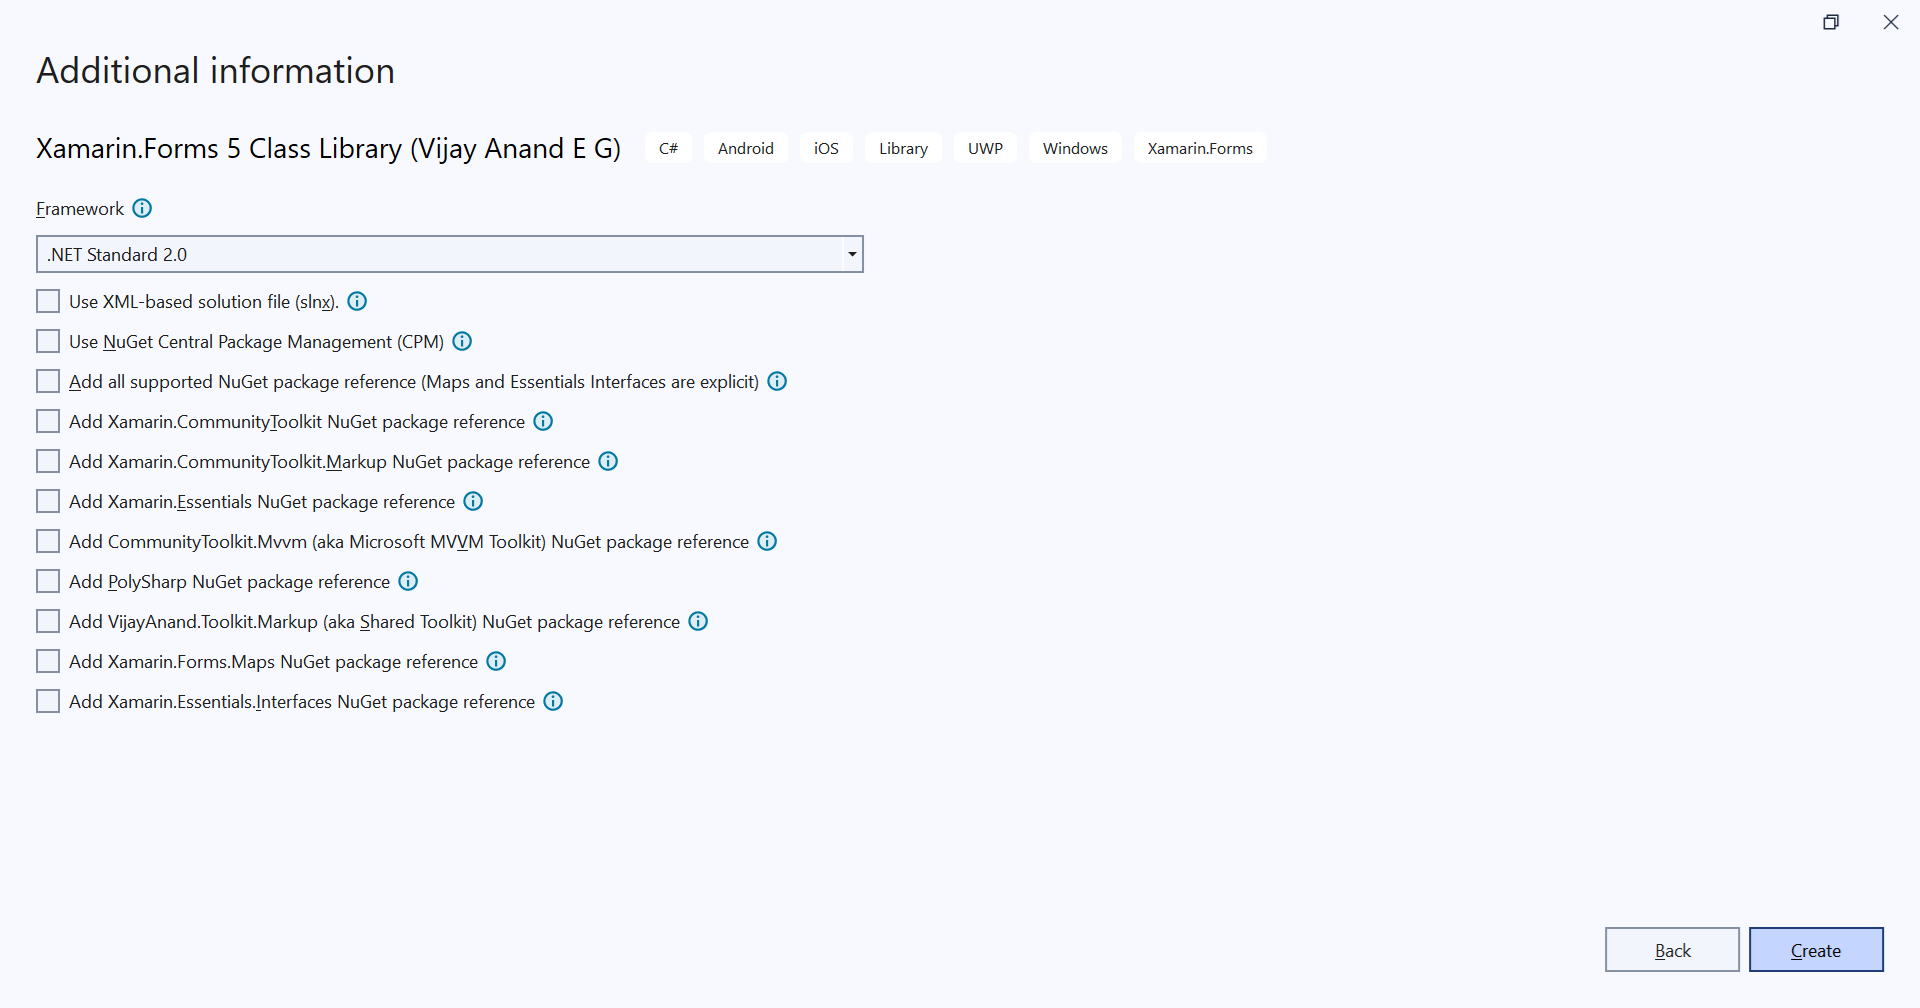 Additional information
Xamarin.Forms 5 Class Library (Vijay Anand E G) C# Android iOS Library UWP Windows Xamarin.Forms
Framework
.NET Standard 2.0
Use XML-based solution file (slnx).
Use NuGet Central Package Management (CPM)
Add all supported NuGet package reference (Maps and Essentials Interfaces are explicit)
Add Xamarin.CommunityToolkit NuGet package reference
Add Xamarin.CommunityToolkit.Markup NuGet package reference
Add Xamarin.Essentials NuGet package reference
Add CommunityToolkit.Mvvm (aka Microsoft MVVM Toolkit) NuGet package reference
Add PolySharp NuGet package reference
Add VijayAnand.Toolkit.Markup (aka Shared Toolkit) NuGet package reference
Add Xamarin.Forms.Maps NuGet package reference
Add Xamarin.Essentials.Interfaces NuGet package reference
Back Create